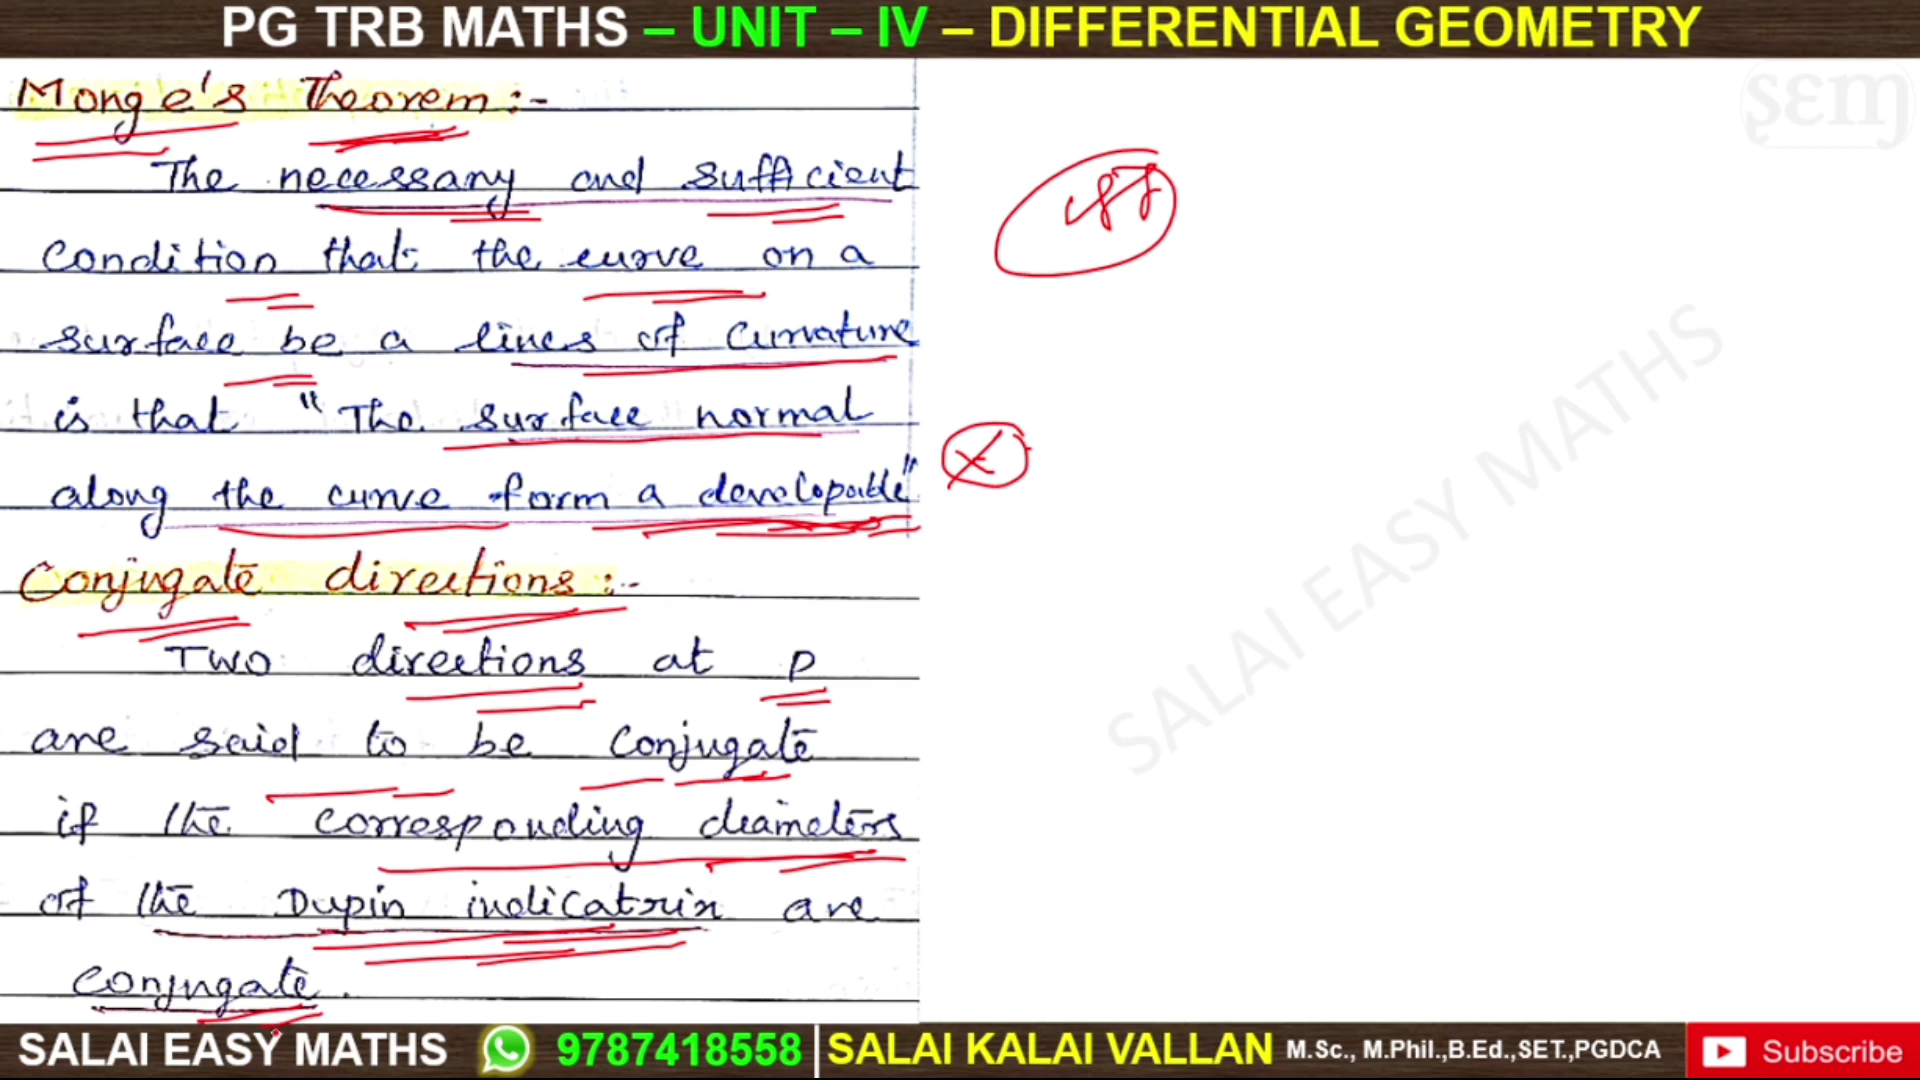 PG TRB MATHS – UNIT – IV – DIFFERENTIAL GEOMETRY
sεm
Monge's Theorem:-
The necessary and sufficient
condition that the curve on a
surface be a lines of curvature
is that "The surface normal
along the curve form a developable"
Conjugate directions:-
Two directions at P
are said to be conjugate
if the corresponding diameters
of the Dupin indicatrix are
conjugate.
SALAI EASY MATHS
SALAI EASY MATHS 9787418558 SALAI KALAI VALLAN M.Sc., M.Phil.,B.Ed.,SET.,PGDCA Subscribe